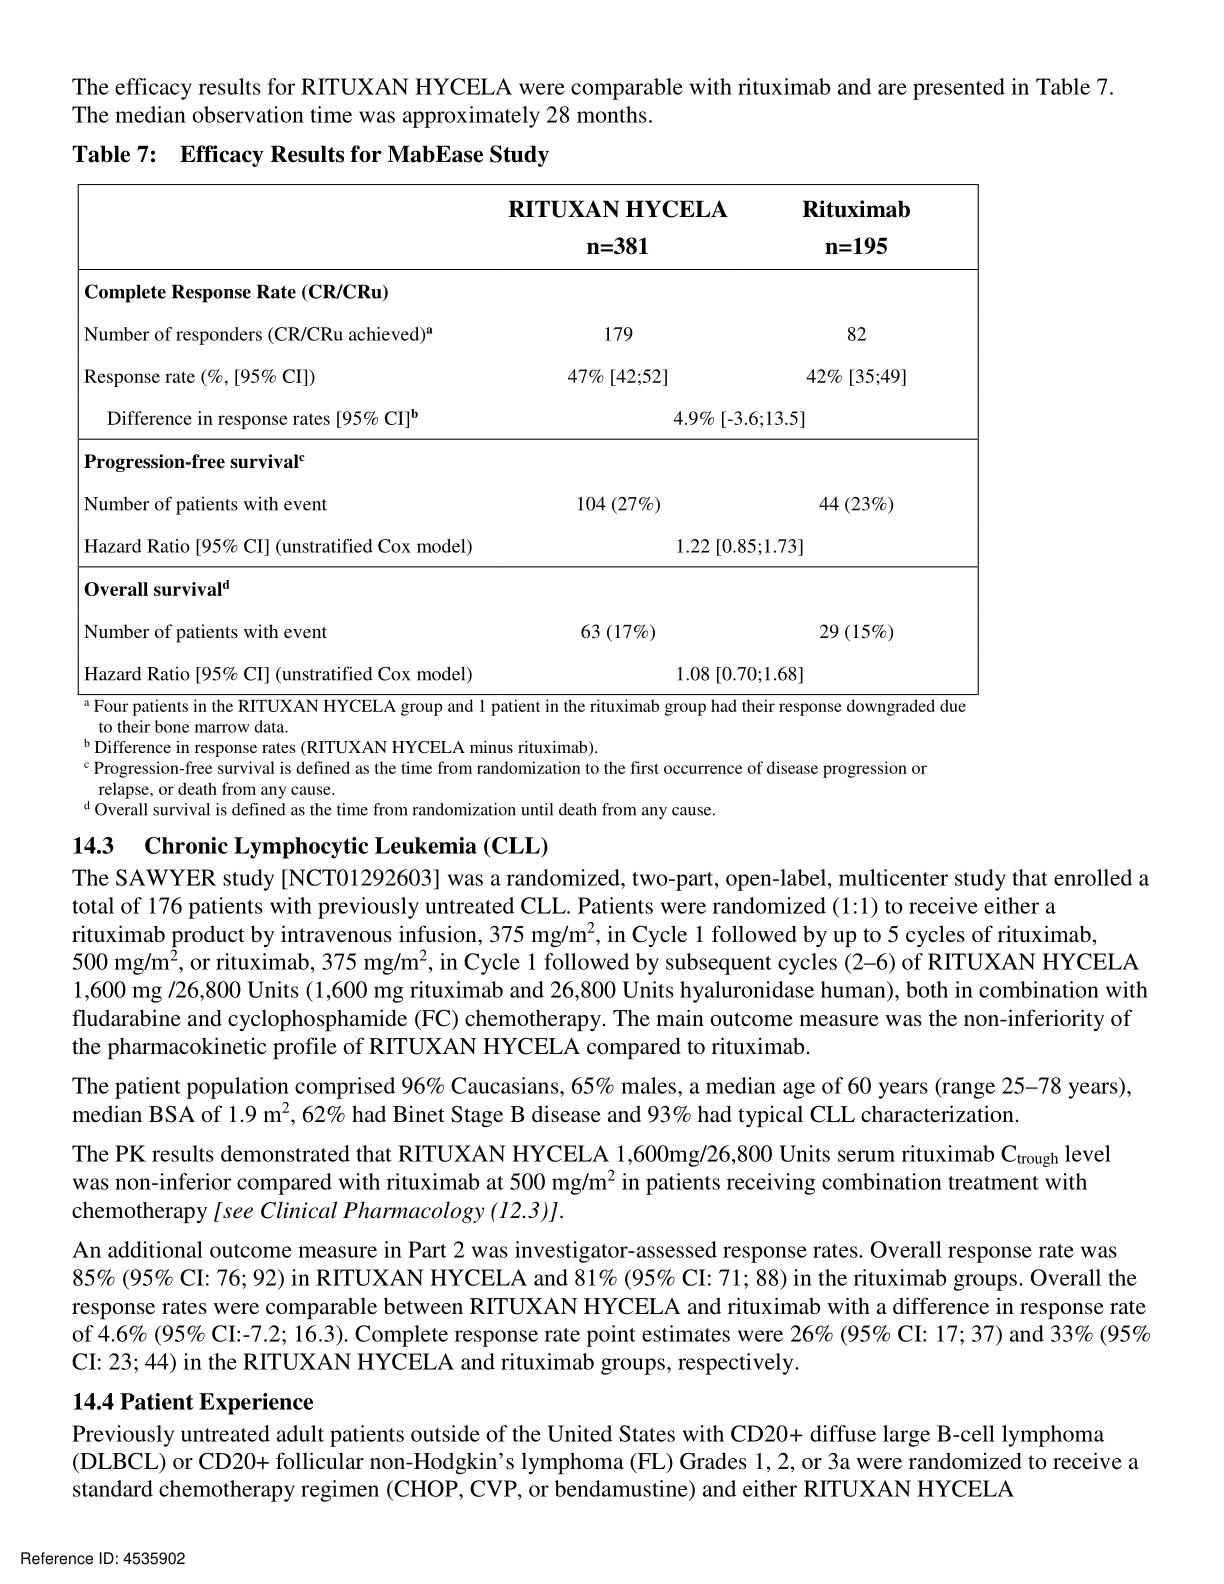 The efficacy results for RITUXAN HYCELA were comparable with rituximab and are presented in Table 7.
The median observation time was approximately 28 months.
Table 7: Efficacy Results for MabEase Study
RITUXAN HYCELA Rituximab
n=381 n=195
Complete Response Rate (CR/CRu)
Number of responders (CR/CRu achieved)ᵃ 179 82
Response rate (%, [95% CI]) 47% [42;52] 42% [35;49]
Difference in response rates [95% CI]ᵇ 4.9% [-3.6;13.5]
Progression-free survivalᶜ
Number of patients with event 104 (27%) 44 (23%)
Hazard Ratio [95% CI] (unstratified Cox model) 1.22 [0.85;1.73]
Overall survivalᵈ
Number of patients with event 63 (17%) 29 (15%)
Hazard Ratio [95% CI] (unstratified Cox model) 1.08 [0.70;1.68]
ᵃ Four patients in the RITUXAN HYCELA group and 1 patient in the rituximab group had their response downgraded due
to their bone marrow data.
ᵇ Difference in response rates (RITUXAN HYCELA minus rituximab).
ᶜ Progression-free survival is defined as the time from randomization to the first occurrence of disease progression or
relapse, or death from any cause.
ᵈ Overall survival is defined as the time from randomization until death from any cause.
14.3 Chronic Lymphocytic Leukemia (CLL)
The SAWYER study [NCT01292603] was a randomized, two-part, open-label, multicenter study that enrolled a
total of 176 patients with previously untreated CLL. Patients were randomized (1:1) to receive either a
rituximab product by intravenous infusion, 375 mg/m², in Cycle 1 followed by up to 5 cycles of rituximab,
500 mg/m², or rituximab, 375 mg/m², in Cycle 1 followed by subsequent cycles (2–6) of RITUXAN HYCELA
1,600 mg /26,800 Units (1,600 mg rituximab and 26,800 Units hyaluronidase human), both in combination with
fludarabine and cyclophosphamide (FC) chemotherapy. The main outcome measure was the non-inferiority of
the pharmacokinetic profile of RITUXAN HYCELA compared to rituximab.
The patient population comprised 96% Caucasians, 65% males, a median age of 60 years (range 25–78 years),
median BSA of 1.9 m², 62% had Binet Stage B disease and 93% had typical CLL characterization.
The PK results demonstrated that RITUXAN HYCELA 1,600mg/26,800 Units serum rituximab Ctrough level
was non-inferior compared with rituximab at 500 mg/m² in patients receiving combination treatment with
chemotherapy [see Clinical Pharmacology (12.3)].
An additional outcome measure in Part 2 was investigator-assessed response rates. Overall response rate was
85% (95% CI: 76; 92) in RITUXAN HYCELA and 81% (95% CI: 71; 88) in the rituximab groups. Overall the
response rates were comparable between RITUXAN HYCELA and rituximab with a difference in response rate
of 4.6% (95% CI:-7.2; 16.3). Complete response rate point estimates were 26% (95% CI: 17; 37) and 33% (95%
CI: 23; 44) in the RITUXAN HYCELA and rituximab groups, respectively.
14.4 Patient Experience
Previously untreated adult patients outside of the United States with CD20+ diffuse large B-cell lymphoma
(DLBCL) or CD20+ follicular non-Hodgkin’s lymphoma (FL) Grades 1, 2, or 3a were randomized to receive a
standard chemotherapy regimen (CHOP, CVP, or bendamustine) and either RITUXAN HYCELA
Reference ID: 4535902